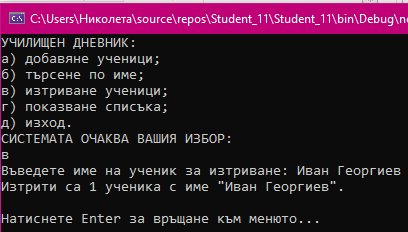 C:\Users\Николета\source\repos\Student_11\Student_11\bin\Debug\ne
УЧИЛИЩЕН ДНЕВНИК:
а) добавяне ученици;
б) търсене по име;
в) изтриване ученици;
г) показване списъка;
д) изход.
СИСТЕМАТА ОЧАКВА ВАШИЯ ИЗБОР:
в
Въведете име на ученик за изтриване: Иван Георгиев
Изтрити са 1 ученика с име "Иван Георгиев".
Натиснете Enter за връщане към менюто...